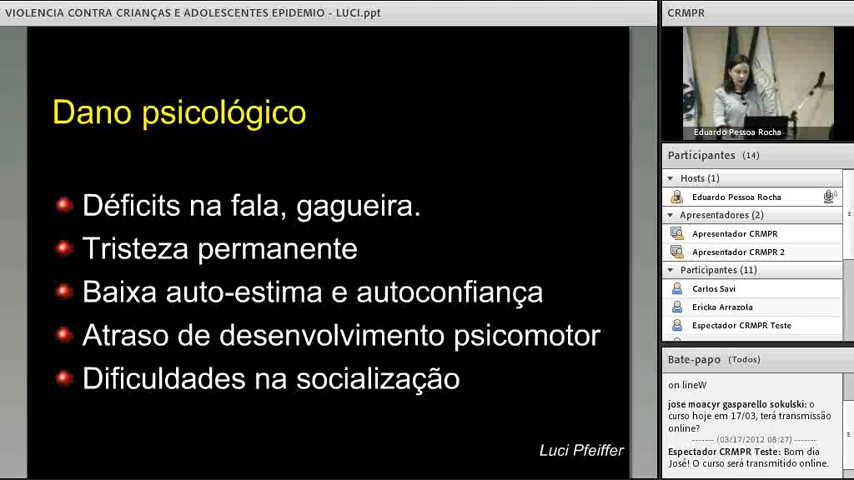 VIOLENCIA CONTRA CRIANÇAS E ADOLESCENTES EPIDEMIO - LUCI.ppt
Dano psicológico
Déficits na fala, gagueira.
Tristeza permanente
Baixa auto-estima e autoconfiança
Atraso de desenvolvimento psicomotor
Dificuldades na socialização
Luci Pfeiffer
CRMPR
Eduardo Pessoa Rocha
Participantes (14)
Hosts (1)
Eduardo Pessoa Rocha
Apresentadores (2)
Apresentador CRMPR
Apresentador CRMPR 2
Participantes (11)
Carlos Savi
Ericka Arrazola
Espectador CRMPR Teste
Bate-papo (Todos)
on lineW
jose moacyr gasparello sokulski: o
curso hoje em 17/03, terá transmissão
online?
------- (03/17/2012 08:27) -------
Espectador CRMPR Teste: Bom dia
José! O curso será transmitido online.